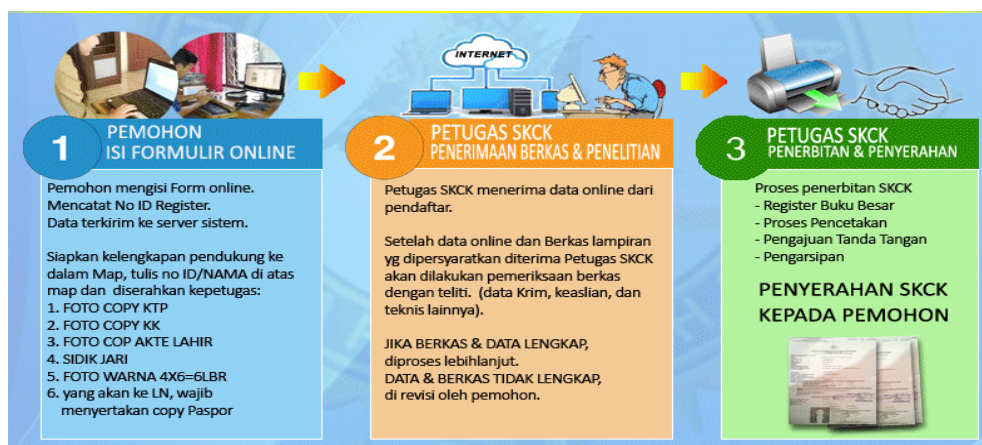 1
PEMOHON
ISI FORMULIR ONLINE
Pemohon mengisi Form online.
Mencatat No ID Register.
Data terkirim ke server sistem.
Siapkan kelengkapan pendukung ke
dalam Map, tulis no ID/NAMA di atas
map dan diserahkan kepetugas:
1. FOTO COPY KTP
2. FOTO COPY KK
3. FOTO COP AKTE LAHIR
4. SIDIK JARI
5. FOTO WARNA 4X6=6LBR
6. yang akan ke LN, wajib
menyertakan copy Paspor
INTERNET
2
PETUGAS SKCK
PENERIMAAN BERKAS & PENELITIAN
Petugas SKCK menerima data online dari
pendaftar.
Setelah data online dan Berkas lampiran
yg dipersyaratkan diterima Petugas SKCK
akan dilakukan pemeriksaan berkas
dengan teliti. (data Krim, keaslian, dan
teknis lainnya).
JIKA BERKAS & DATA LENGKAP,
diproses lebihlanjut.
DATA & BERKAS TIDAK LENGKAP,
di revisi oleh pemohon.
3
PETUGAS SKCK
PENERBITAN & PENYERAHAN
Proses penerbitan SKCK
- Register Buku Besar
- Proses Pencetakan
- Pengajuan Tanda Tangan
- Pengarsipan
PENYERAHAN SKCK
KEPADA PEMOHON